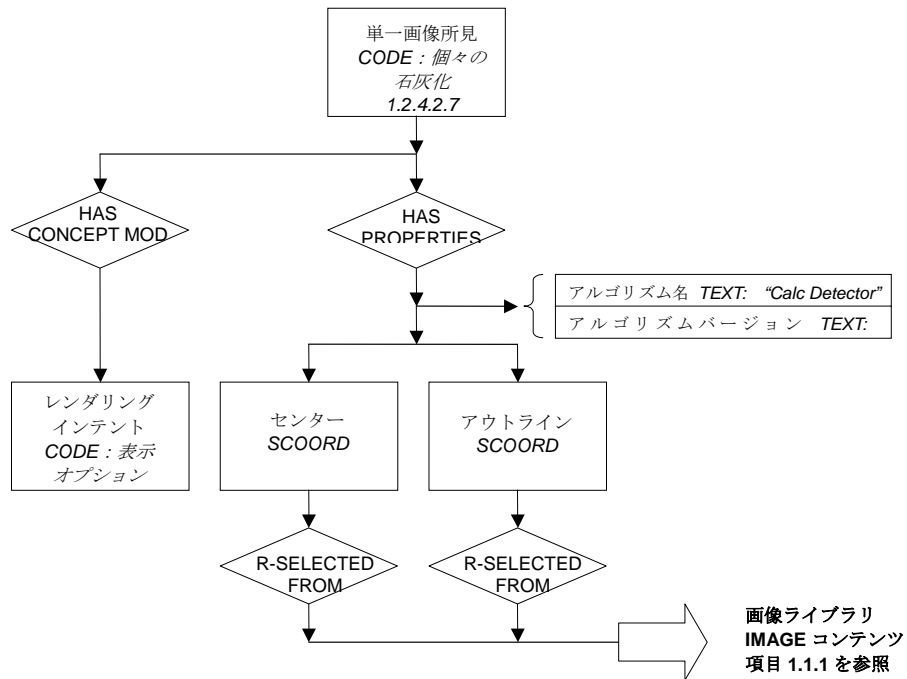 単一画像所見
CODE : 個々の
石灰化
1.2.4.2.7
HAS
CONCEPT MOD
HAS
PROPERTIES
アルゴリズム名 TEXT: “Calc Detector”
アルゴリズムバージョン TEXT:
レンダリング
インテント
CODE : 表示
オプション
センター
SCOORD
アウトライン
SCOORD
R-SELECTED
FROM
R-SELECTED
FROM
画像ライブラリ
IMAGE コンテンツ
項目 1.1.1 を参照